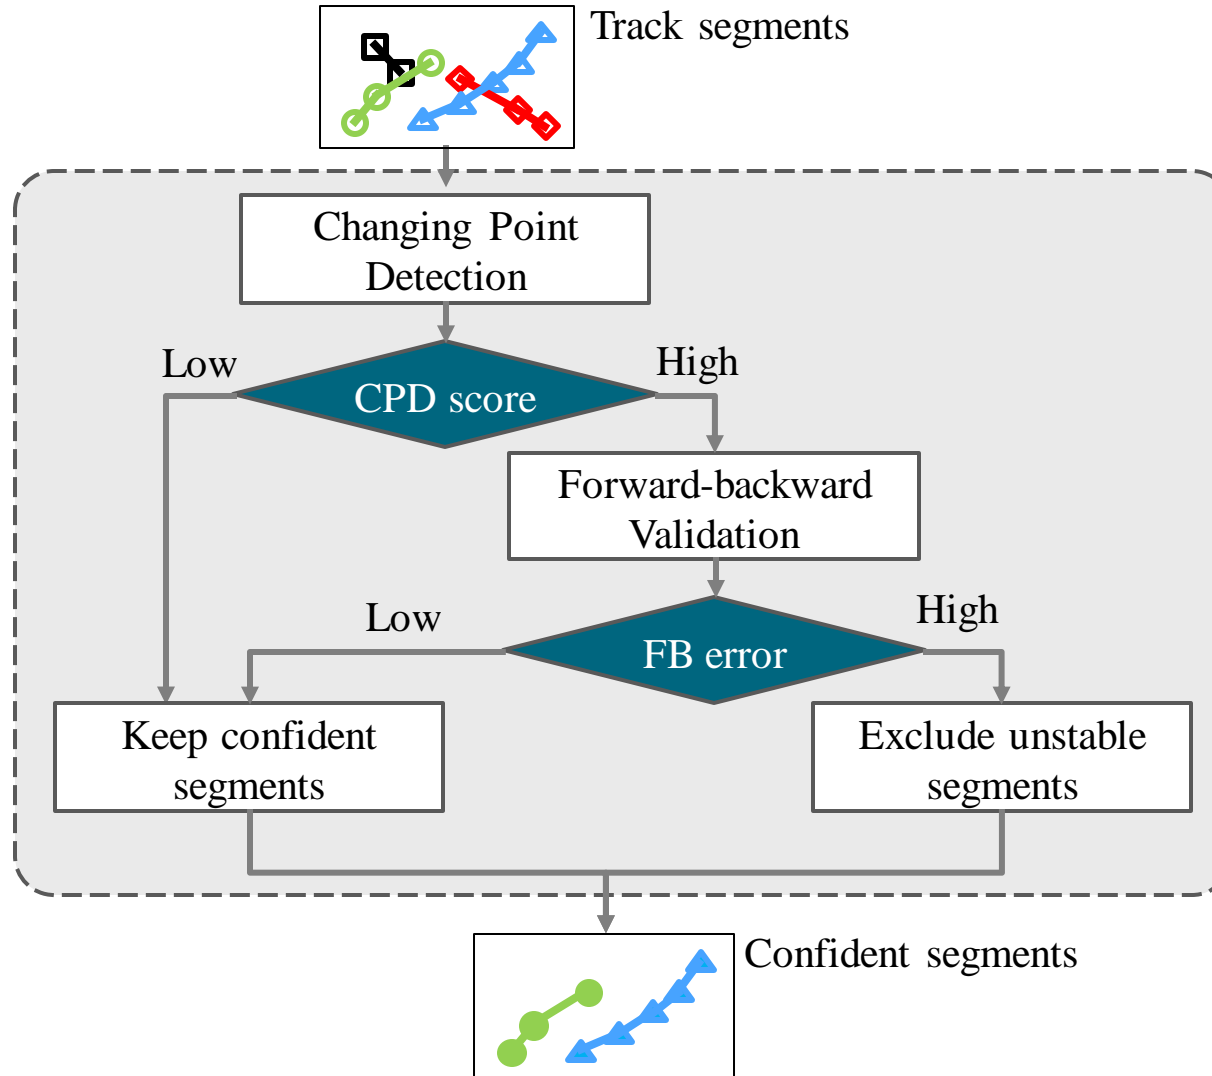 Track segments
Changing Point
Detection
Low
High
CPD score
Forward-backward
Validation
Low
High
FB error
Keep confident
segments
Exclude unstable
segments
Confident segments